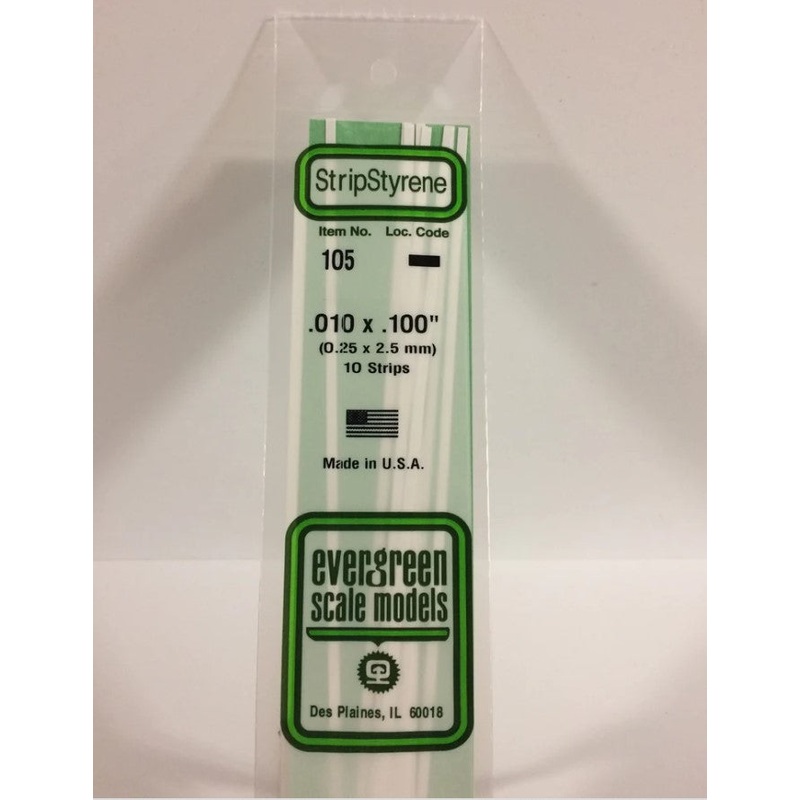 StripStyrene
Item No. Loc. Code
105
.010 x .100"
(0.25 x 2.5 mm)
10 Strips
Made in U.S.A.
evergreen
scale models
Des Plaines, IL 60018